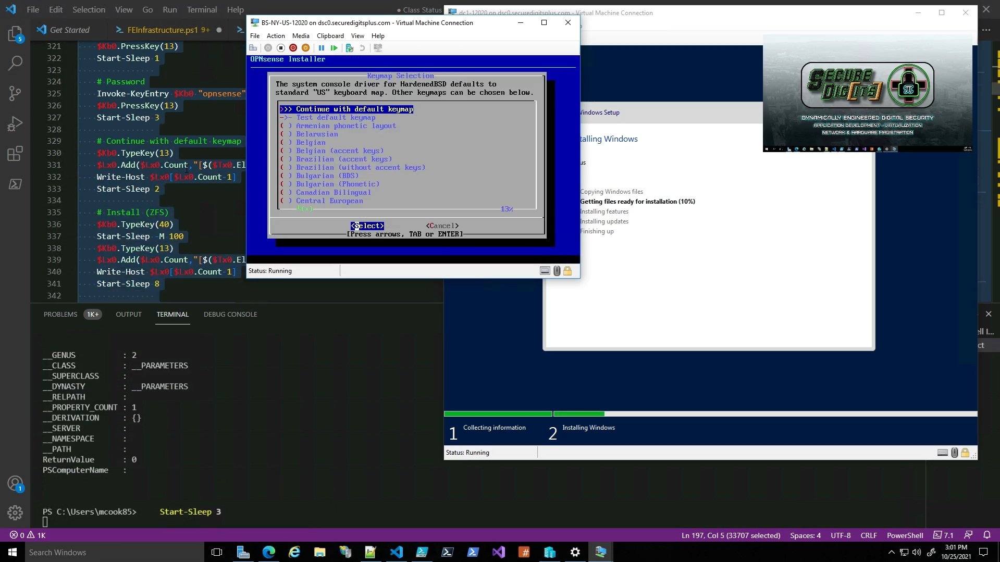 File Edit Selection View Go Run Terminal Help
● Class Status
Get Started
FEInfrastructure.ps1 9+
5
321 $Kb0.PressKey(13)
322 Start-Sleep 1
323
324 # Password
325 Invoke-KeyEntry $Kb0 "opnsense"
326 $Kb0.PressKey(13)
327 Start-Sleep 3
328
329 # Continue with default keymap
330 $Kb0.TypeKey(13)
331 $Lx0.Add($Lx0.Count,"[$($Tx0.El
332 Write-Host $Lx0[$Lx0.Count-1]
333 Start-Sleep 2
334
335 # Install (ZFS)
336 $Kb0.TypeKey(40)
337 Start-Sleep -M 100
338 $Kb0.TypeKey(13)
339 $Lx0.Add($Lx0.Count,"[$($Tx0.El
340 Write-Host $Lx0[$Lx0.Count-1]
341 Start-Sleep 8
342
BS-NY-US-12020 on dsc0.securedigitsplus.com - Virtual Machine Connection
File Action Media Clipboard View Help
OPNsense Installer
Keymap Selection
The system console driver for HardenedBSD defaults to
standard "US" keyboard map. Other keymaps can be chosen below.
>>> Continue with default keymap
->- Test default keymap
( ) Armenian phonetic layout
( ) Belarusian
( ) Belgian
( ) Belgian (accent keys)
( ) Brazilian (accent keys)
( ) Brazilian (without accent keys)
( ) Bulgarian (BDS)
( ) Bulgarian (Phonetic)
( ) Canadian Bilingual
( ) Central European
13%
<Select> <Cancel>
[Press arrows, TAB or ENTER]
Status: Running
dc1-12020 on dsc0.securedigitsplus.com - Virtual Machine Connection
Windows Setup
talling Windows
us
Copying Windows files
Getting files ready for installation (10%)
Installing features
Installing updates
Finishing up
1 Collecting information
2 Installing Windows
Status: Running
SECURE
DIGITS
π
DYNAMICALLY ENGINEERED DIGITAL SECURITY
APPLICATION DEVELOPMENT - VIRTUALIZATION
NETWORK & HARDWARE MAGISTRATION
PROBLEMS 1K+ OUTPUT TERMINAL DEBUG CONSOLE
ell I...
ct
__GENUS : 2
__CLASS : __PARAMETERS
__SUPERCLASS :
__DYNASTY : __PARAMETERS
__RELPATH :
__PROPERTY_COUNT : 1
__DERIVATION : {}
__SERVER :
__NAMESPACE :
__PATH :
ReturnValue : 0
PSComputerName :
PS C:\Users\mcook85> Start-Sleep 3
1
0 1K
Ln 197, Col 5 (33707 selected) Spaces: 4 UTF-8 CRLF PowerShell 7.1
Search Windows
3:01 PM
10/25/2021